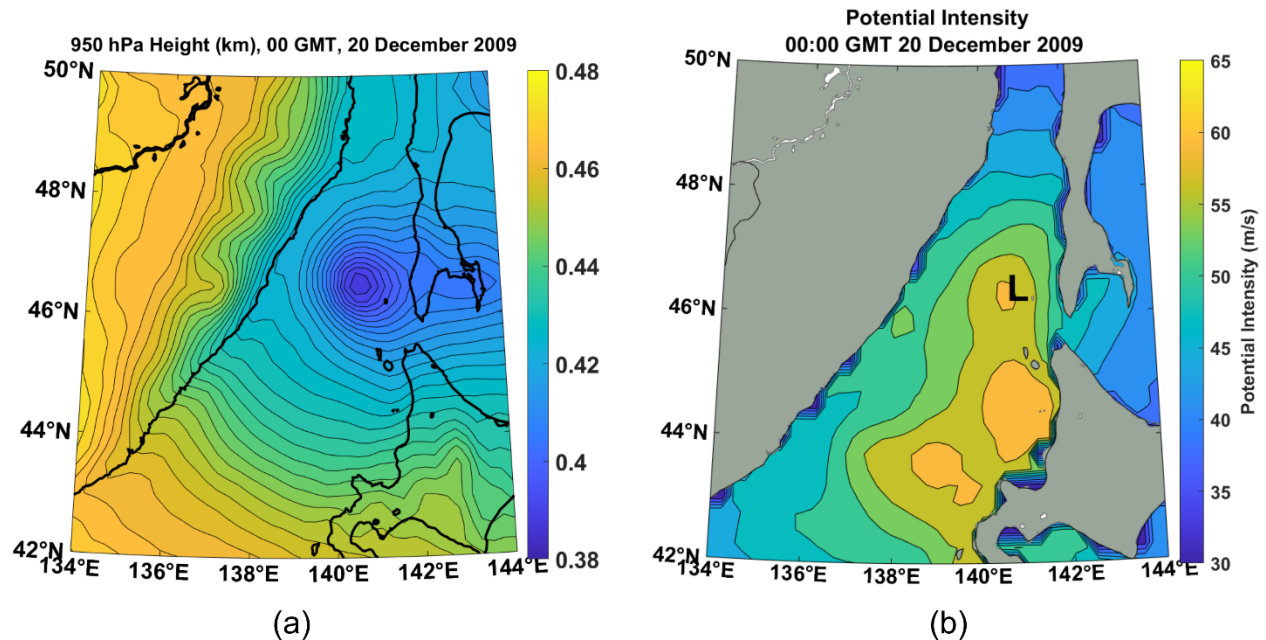 950 hPa Height (km), 00 GMT, 20 December 2009
50°N
48°N
46°N
44°N
42°N
134°E
136°E
138°E
140°E
142°E
144°E
0.48
0.46
0.44
0.42
0.4
0.38
(a)
Potential Intensity
00:00 GMT 20 December 2009
50°N
48°N
46°N
44°N
42°N
134°E
136°E
138°E
140°E
142°E
144°E
L
65
60
55
50
45
40
35
30
Potential Intensity (m/s)
(b)